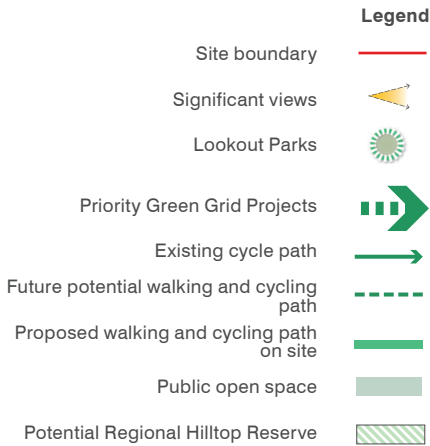 Legend
Site boundary
Significant views
Lookout Parks
Priority Green Grid Projects
Existing cycle path
Future potential walking and cycling
path
Proposed walking and cycling path
on site
Public open space
Potential Regional Hilltop Reserve